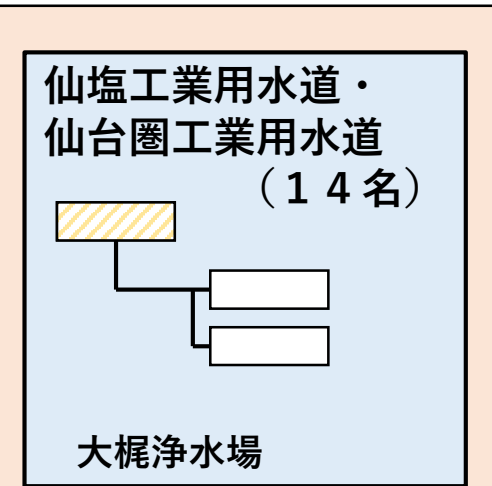 仙塩工業用水道・
仙台圏工業用水道
（１４名）
大梶浄水場